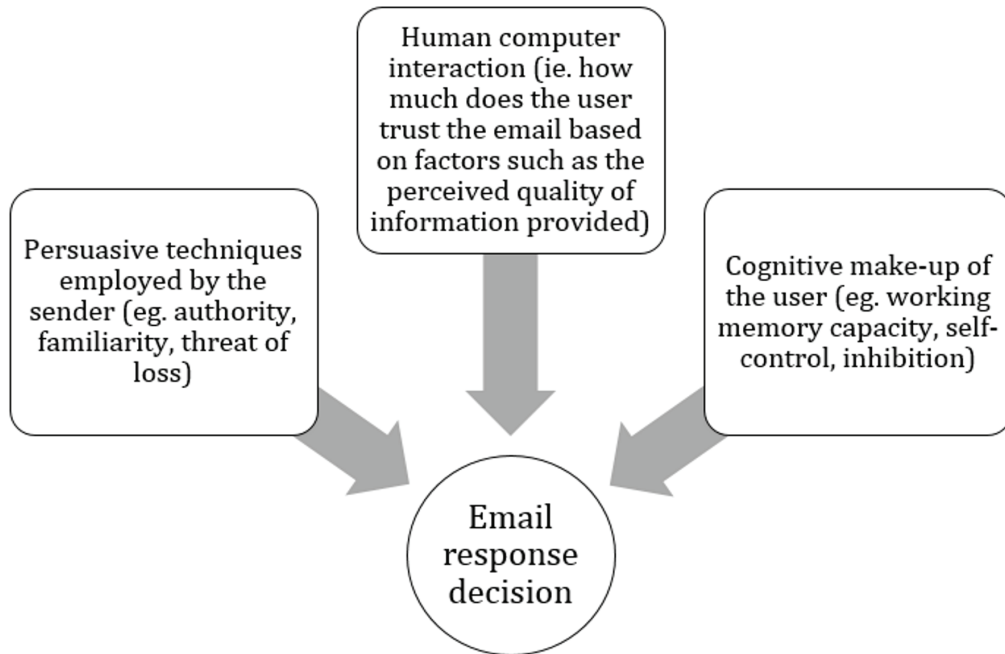 Human computer
interaction (ie. how
much does the user
trust the email based
on factors such as the
perceived quality of
information provided)
Persuasive techniques
employed by the
sender (eg. authority,
familiarity, threat of
loss)
Cognitive make-up of
the user (eg. working
memory capacity, self-
control, inhibition)
Email
response
decision